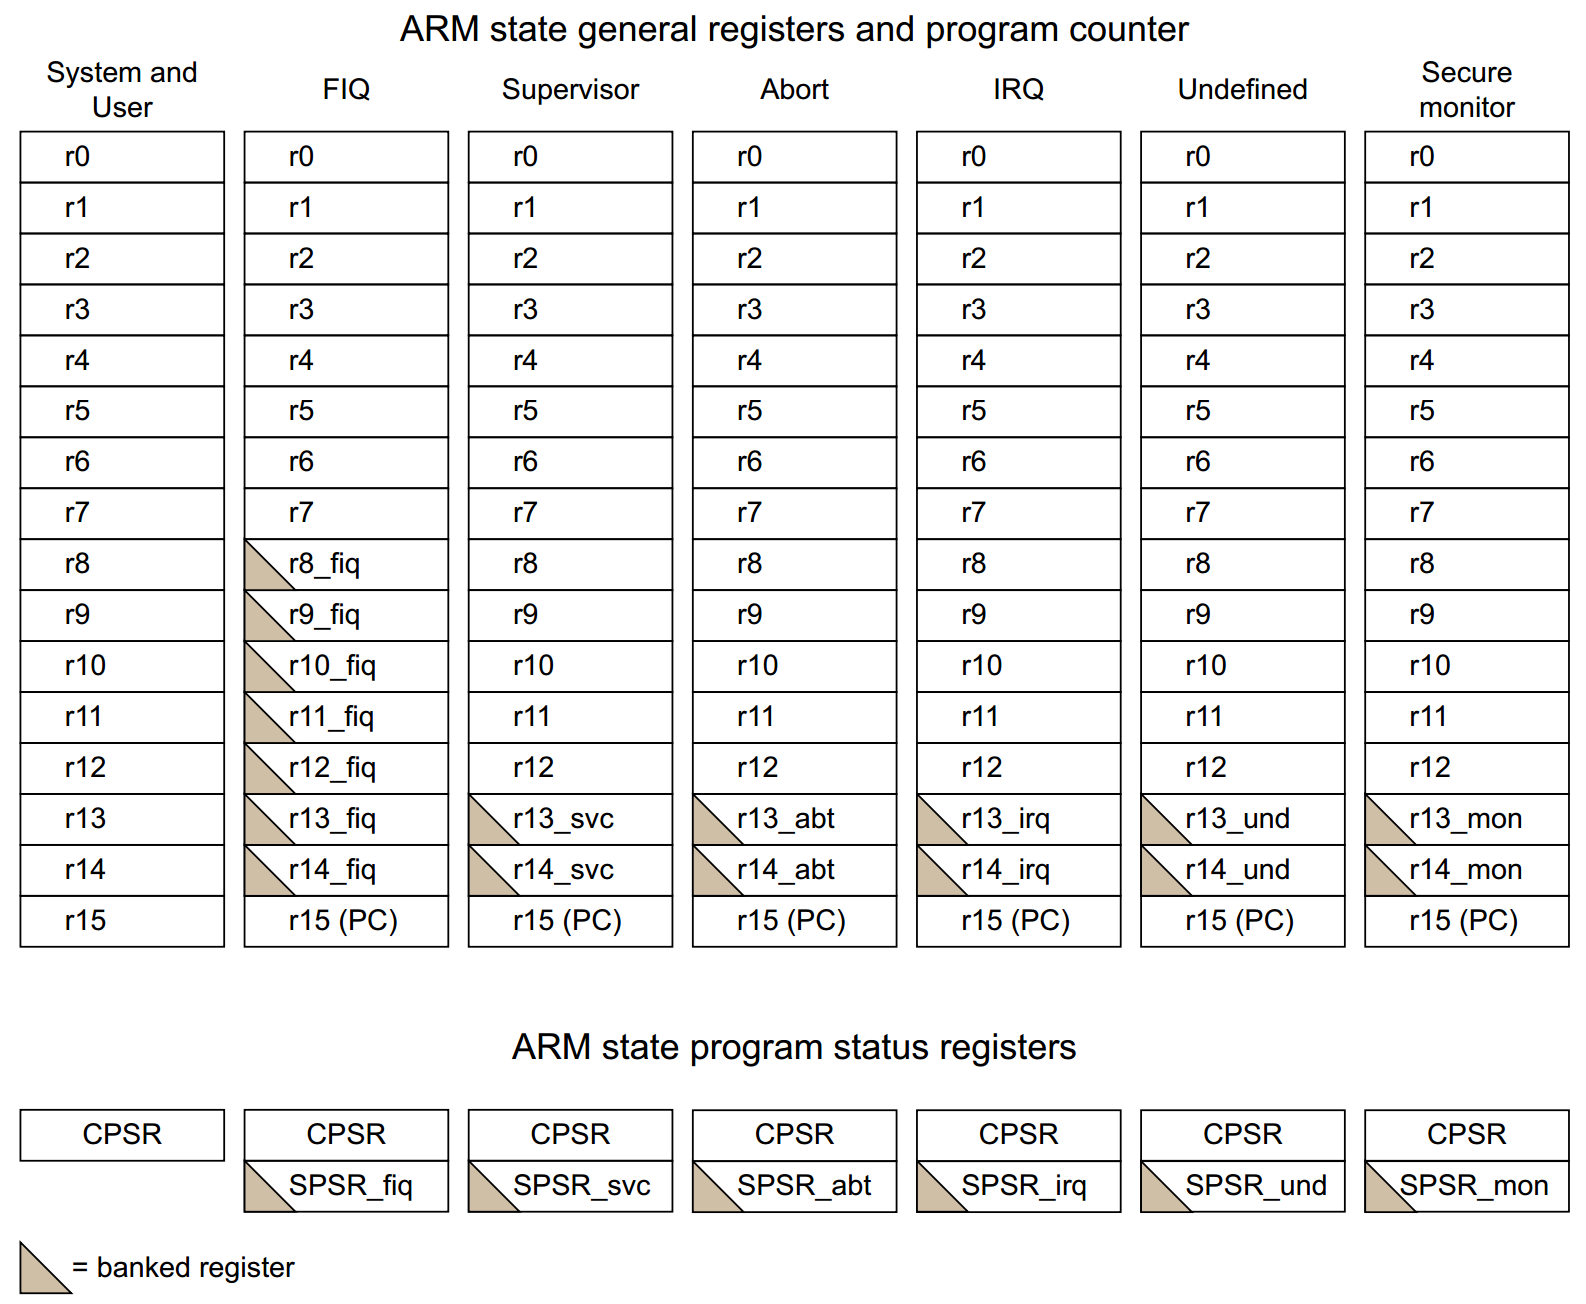 ARM state general registers and program counter
System and User FIQ Supervisor Abort IRQ Undefined Secure monitor
r0 r0 r0 r0 r0 r0 r0
r1 r1 r1 r1 r1 r1 r1
r2 r2 r2 r2 r2 r2 r2
r3 r3 r3 r3 r3 r3 r3
r4 r4 r4 r4 r4 r4 r4
r5 r5 r5 r5 r5 r5 r5
r6 r6 r6 r6 r6 r6 r6
r7 r7 r7 r7 r7 r7 r7
r8 r8_fiq r8 r8 r8 r8 r8
r9 r9_fiq r9 r9 r9 r9 r9
r10 r10_fiq r10 r10 r10 r10 r10
r11 r11_fiq r11 r11 r11 r11 r11
r12 r12_fiq r12 r12 r12 r12 r12
r13 r13_fiq r13_svc r13_abt r13_irq r13_und r13_mon
r14 r14_fiq r14_svc r14_abt r14_irq r14_und r14_mon
r15 r15 (PC) r15 (PC) r15 (PC) r15 (PC) r15 (PC) r15 (PC)
ARM state program status registers
CPSR CPSR CPSR CPSR CPSR CPSR CPSR
SPSR_fiq SPSR_svc SPSR_abt SPSR_irq SPSR_und SPSR_mon
= banked register